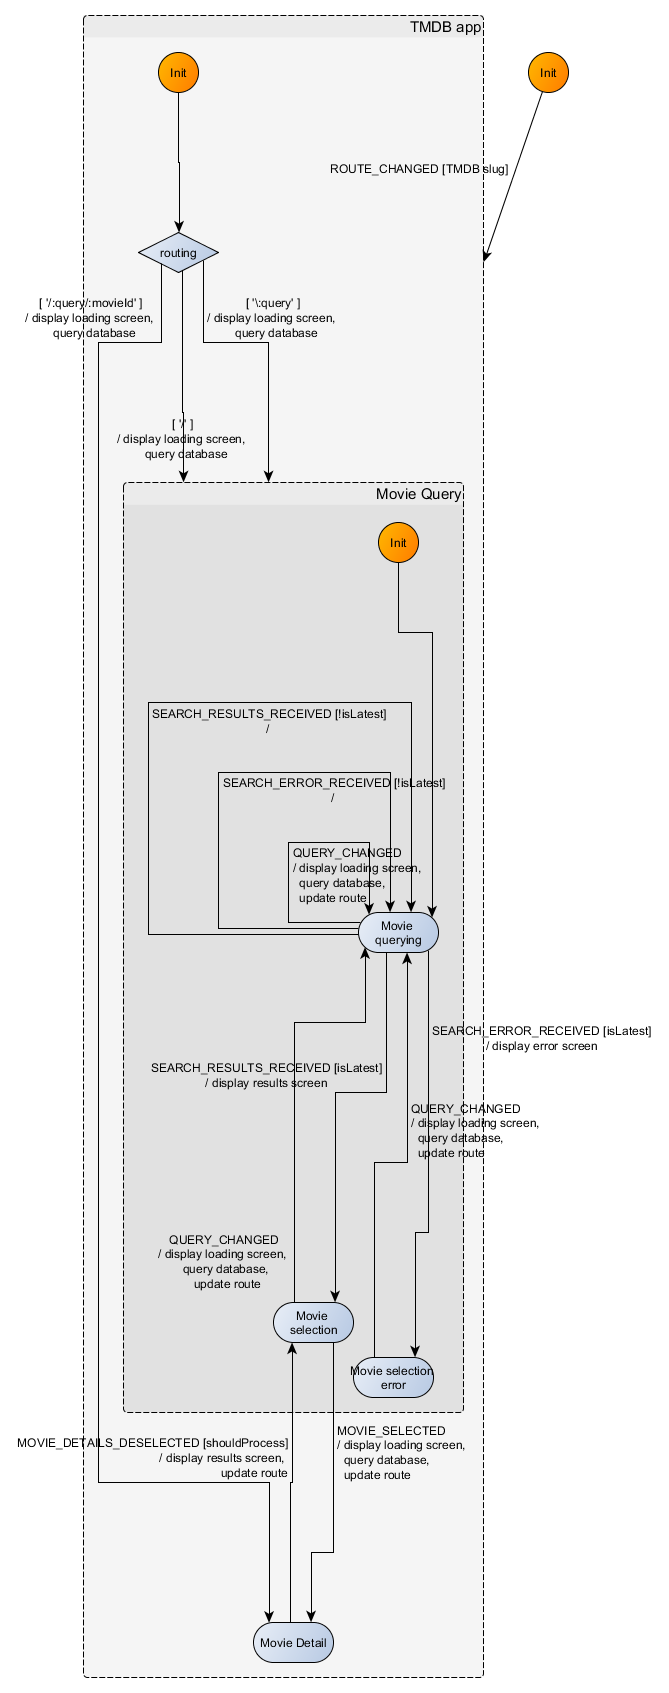 TMDB app
Init
Init
ROUTE_CHANGED [TMDB slug]
routing
[ '/:query/:movieId' ]
/ display loading screen,
query database
[ '\:query' ]
/ display loading screen,
query database
[ '/' ]
/ display loading screen,
query database
Movie Query
Init
SEARCH_RESULTS_RECEIVED [!isLatest]
/
SEARCH_ERROR_RECEIVED [!isLatest]
/
QUERY_CHANGED
/ display loading screen,
query database,
update route
Movie
querying
SEARCH_ERROR_RECEIVED [isLatest]
/ display error screen
SEARCH_RESULTS_RECEIVED [isLatest]
/ display results screen
QUERY_CHANGED
/ display loading screen,
query database,
update route
QUERY_CHANGED
/ display loading screen,
query database,
update route
Movie
selection
Movie selection
error
MOVIE_SELECTED
/ display loading screen,
query database,
update route
MOVIE_DETAILS_DESELECTED [shouldProcess]
/ display results screen,
update route
Movie Detail